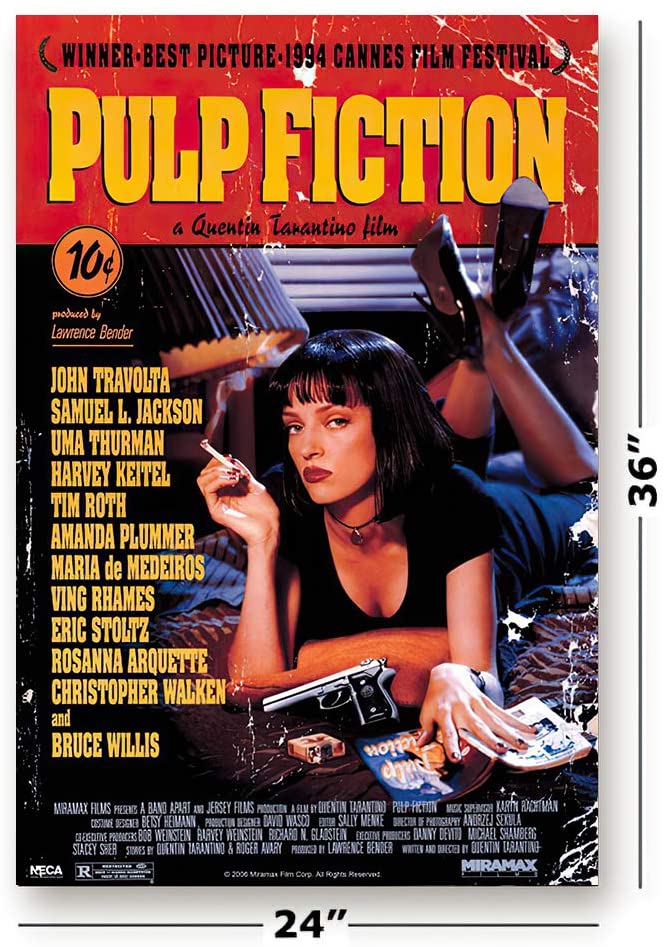 WINNER•BEST PICTURE•1994 CANNES FILM FESTIVAL
PULP FICTION
a Quentin Tarantino film
10¢
produced by
Lawrence Bender
JOHN TRAVOLTA
SAMUEL L. JACKSON
UMA THURMAN
HARVEY KEITEL
TIM ROTH
AMANDA PLUMMER
MARIA de MEDEIROS
VING RHAMES
ERIC STOLTZ
ROSANNA ARQUETTE
CHRISTOPHER WALKEN
and
BRUCE WILLIS
Pulp
Fiction
MIRAMAX FILMS PRESENTS A BAND APART AND JERSEY FILMS PRODUCTION A FILM BY QUENTIN TARANTINO PULP FICTION MUSIC SUPERVISOR KARYN RACHTMAN
COSTUME DESIGNER BETSY HEIMANN PRODUCTION DESIGNER DAVID WASCO EDITOR SALLY MENKE DIRECTOR OF PHOTOGRAPHY ANDRZEJ SEKULA
CO-EXECUTIVE PRODUCERS BOB WEINSTEIN HARVEY WEINSTEIN RICHARD N. GLADSTEIN EXECUTIVE PRODUCERS DANNY DEVITO MICHAEL SHAMBERG
STACEY SHER STORIES BY QUENTIN TARANTINO & ROGER AVARY PRODUCED BY LAWRENCE BENDER WRITTEN AND DIRECTED BY QUENTIN TARANTINO
NECA
R RESTRICTED
© 2006 Miramax Film Corp. All Rights Reserved.
MIRAMAX
FILMS
36”
24”